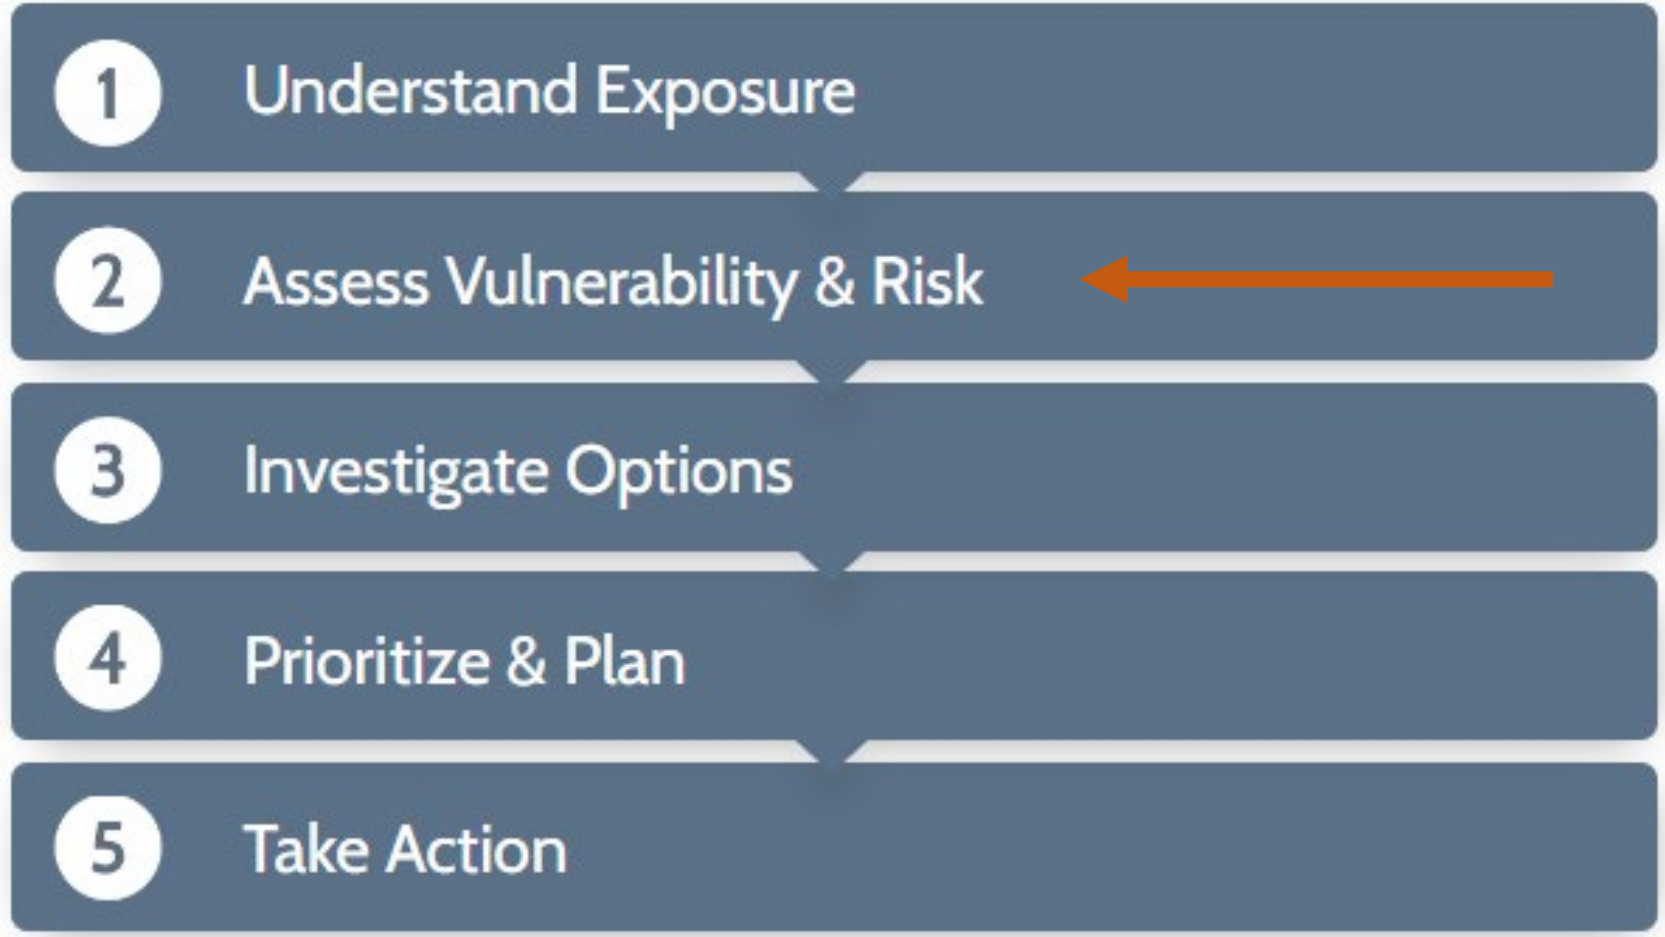 1 Understand Exposure
2 Assess Vulnerability & Risk
3 Investigate Options
4 Prioritize & Plan
5 Take Action